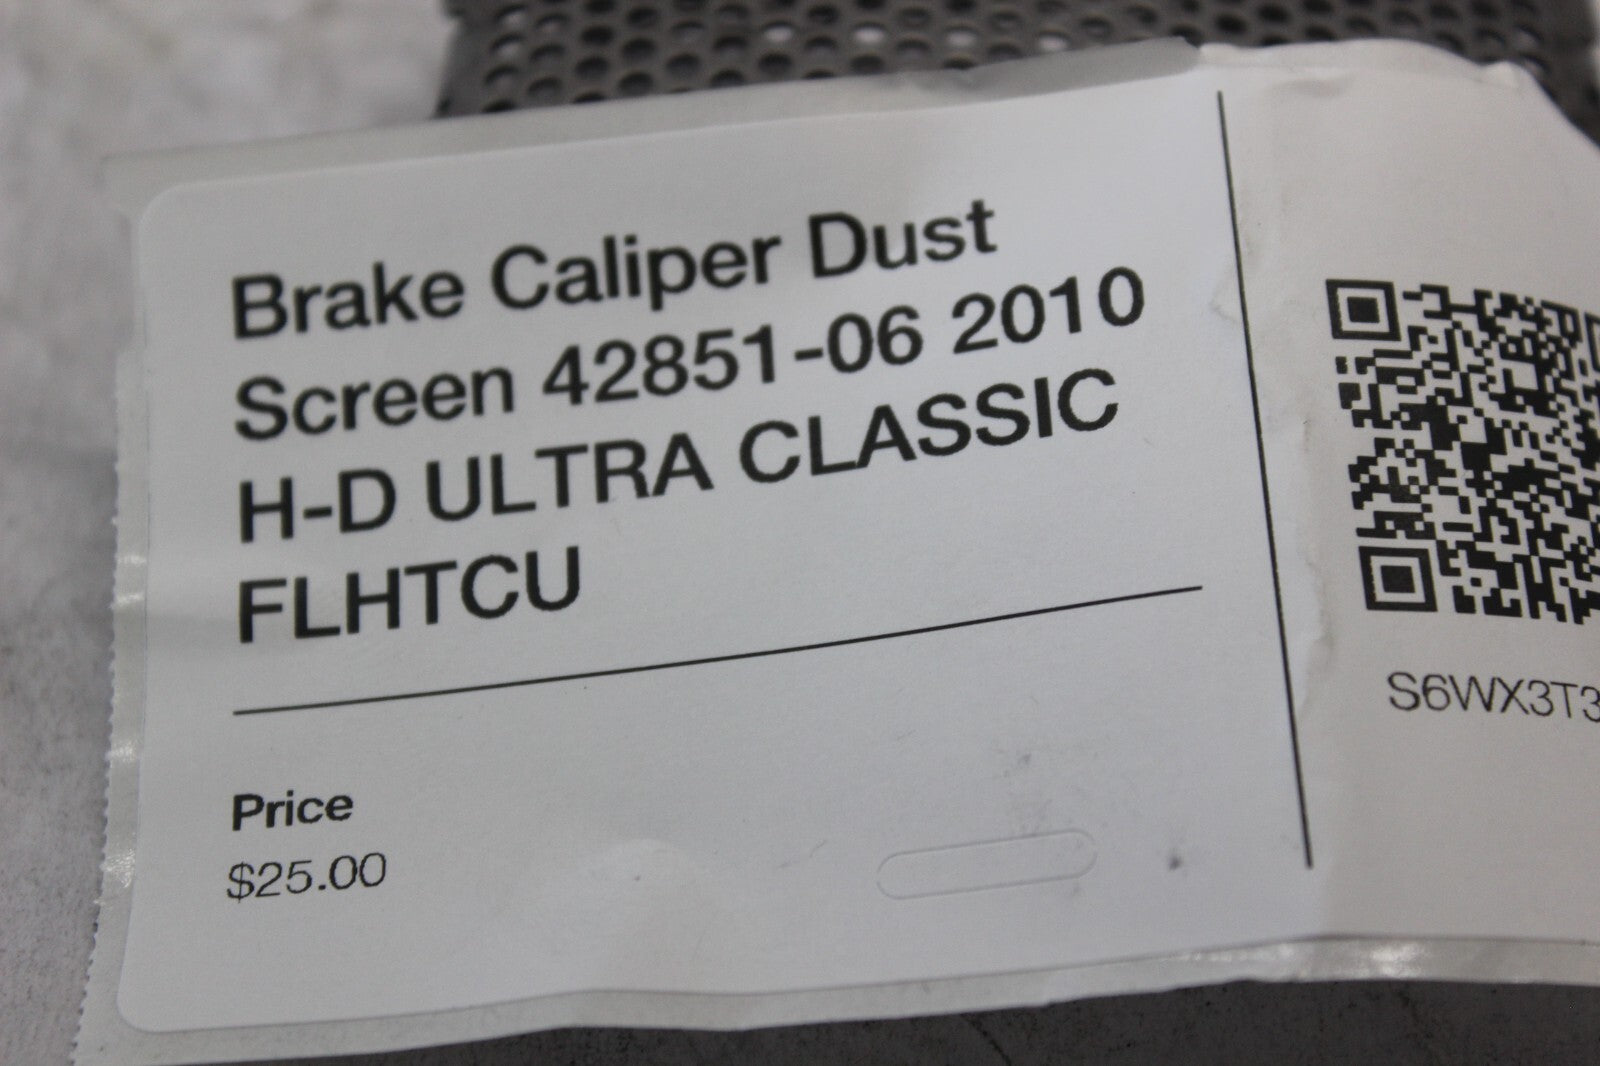 Brake Caliper Dust
Screen 42851-06 2010
H-D ULTRA CLASSIC
FLHTCU
Price
$25.00
S6WX3T3